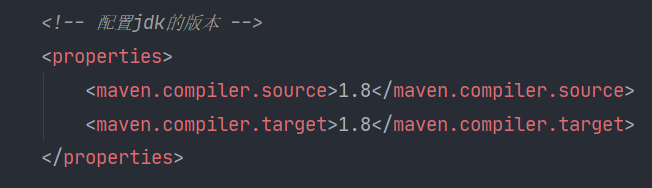 <!-- 配置jdk的版本 -->
<properties>
    <maven.compiler.source>1.8</maven.compiler.source>
    <maven.compiler.target>1.8</maven.compiler.target>
</properties>